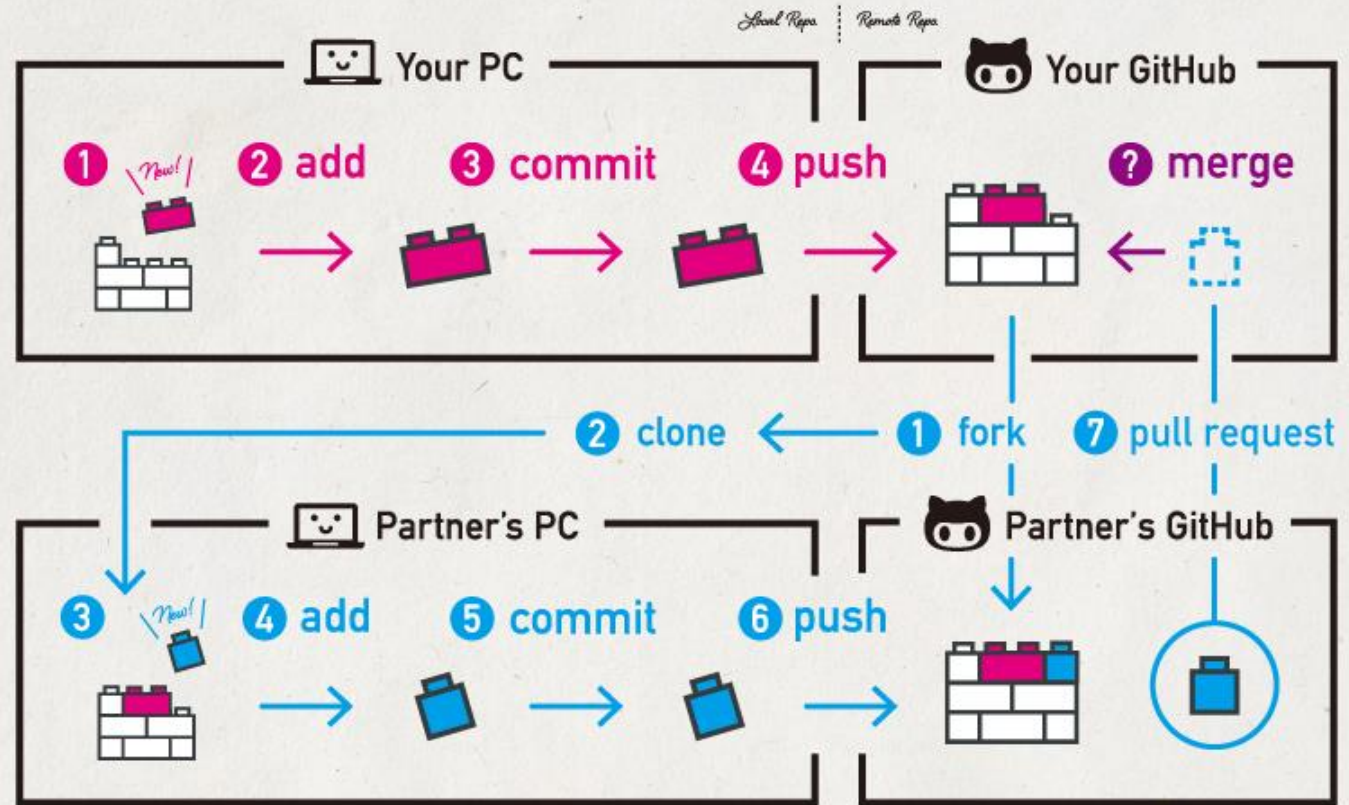 Local Repo.
Remote Repo.
Your PC
Your GitHub
1
New!
2 add
3 commit
4 push
? merge
2 clone
1 fork
7 pull request
Partner's PC
Partner's GitHub
3
New!
4 add
5 commit
6 push